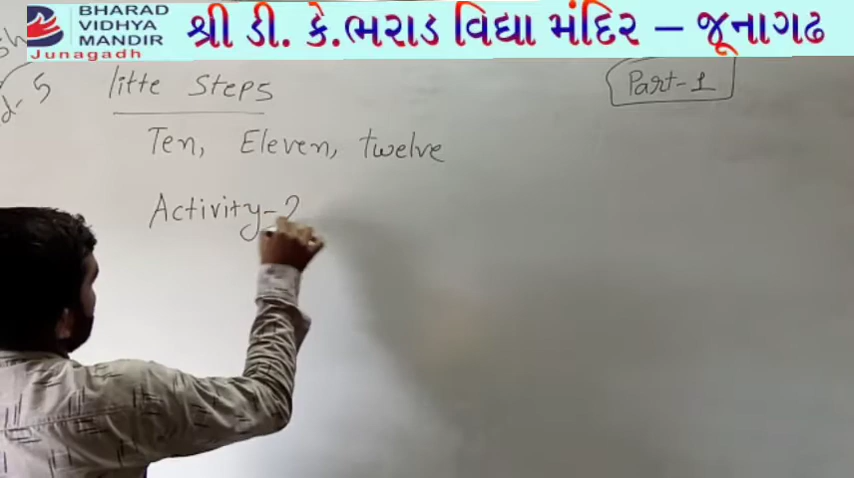 BHARAD
VIDHYA
MANDIR
Junagadh
શ્રી ડી. કે.ભરાડ વિદ્યા મંદિર – જૂનાગઢ
litte Steps
Part-1
Ten, Eleven, twelve
Activity-2